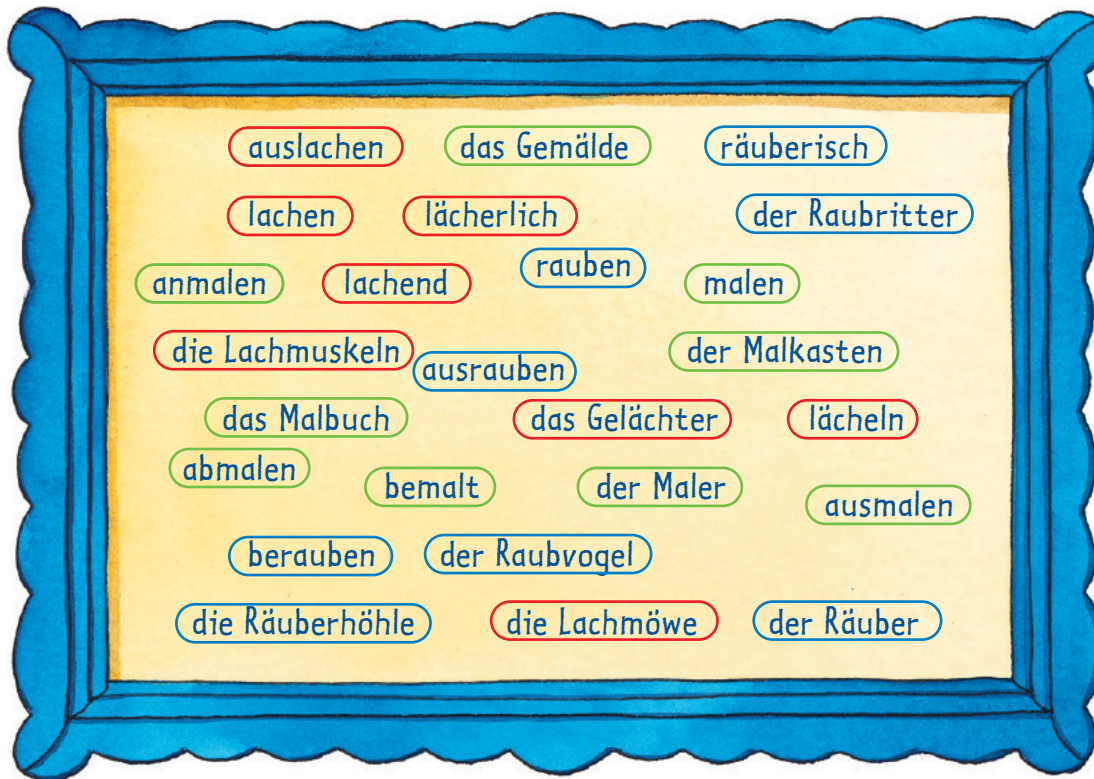 auslachen das Gemälde räuberisch
lachen lächerlich der Raubritter
anmalen lachend rauben malen
die Lachmuskeln ausrauben der Malkasten
das Malbuch das Gelächter lächeln
abmalen bemalt der Maler ausmalen
berauben der Raubvogel
die Räuberhöhle die Lachmöwe der Räuber